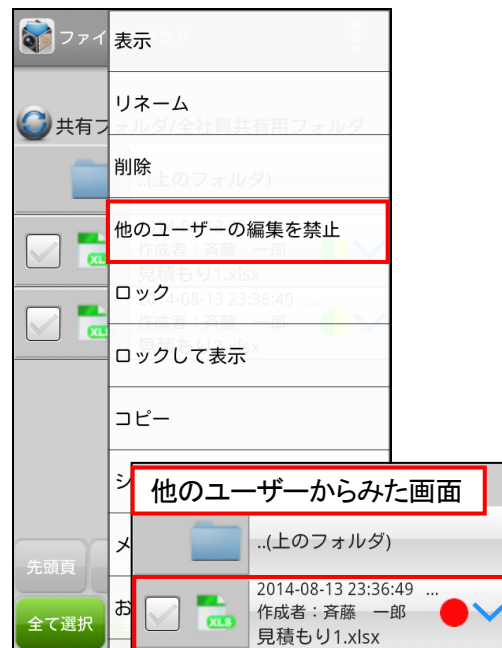 ファイ
表示
リネーム
共有フォルダ/全社員共有用フォルダ
削除
..(上のフォルダ)
他のユーザーの編集を禁止
作成者：斉藤　一郎
見積もり1.xlsx
ロック
2014-08-13 23:36:49 ...
作成者：斉藤　一郎
ロックして表示
コピー
シ
他のユーザーからみた画面
メ
..(上のフォルダ)
先頭頁
お
2014-08-13 23:36:49 ...
作成者：斉藤　一郎
見積もり1.xlsx
XLS
全て選択